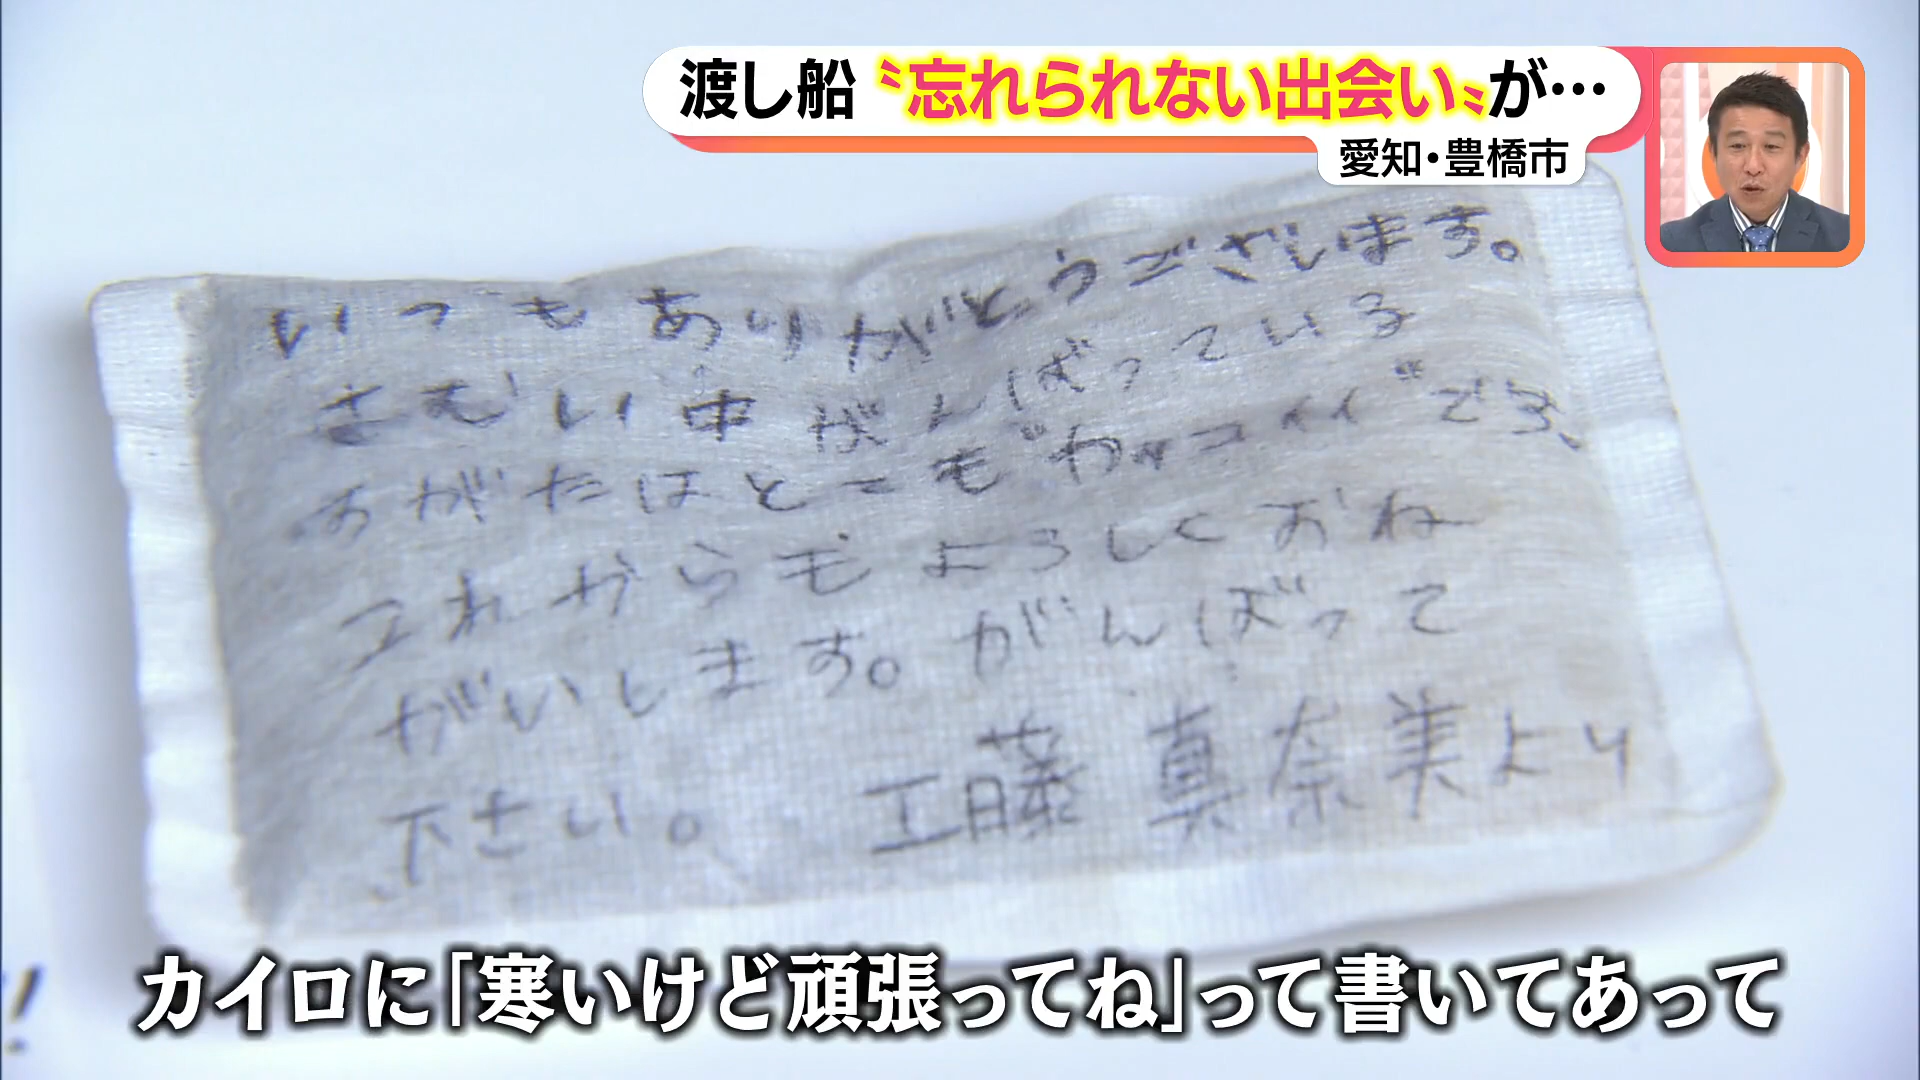 渡し船〝忘れられない出会い〟が…
愛知・豊橋市
いつもありがとうございます。
さむい中がんばっている
すがたはとてもカッコイイです、
これからもよろしくおね
がいします。がんばって
下さい。 工藤 真奈美より
カイロに「寒いけど頑張ってね」って書いてあって